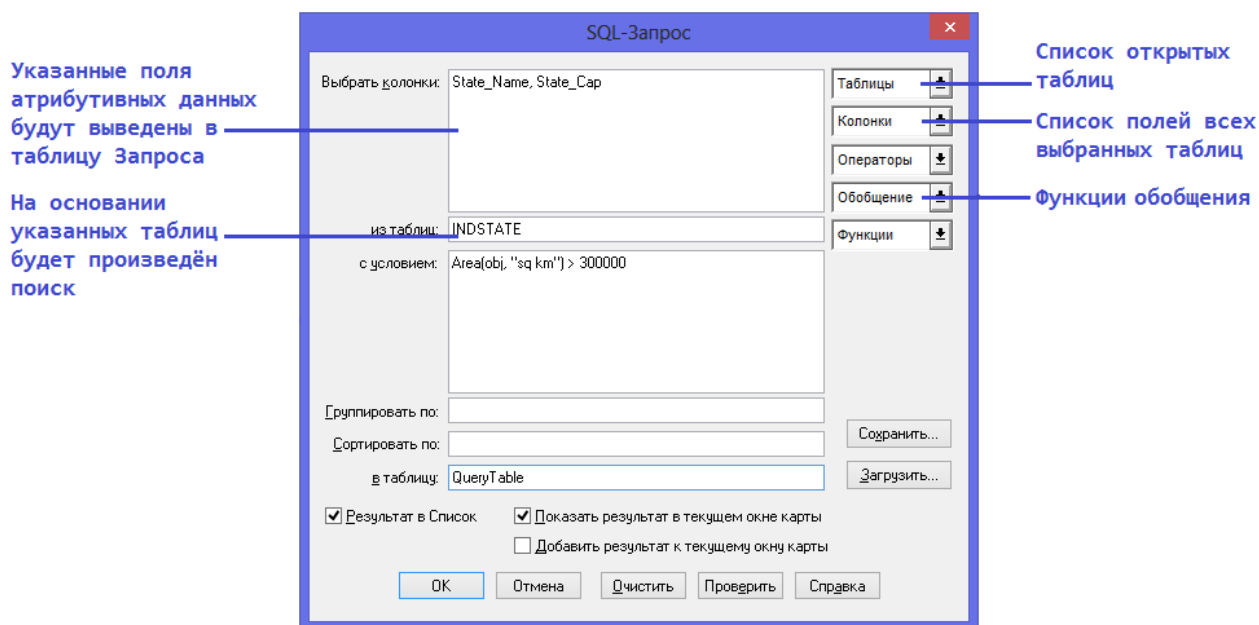 SQL-Запрос
Указанные поля
атрибутивных данных
будут выведены в
таблицу Запроса
На основании
указанных таблиц
будет произведён
поиск
Выбрать колонки:
State_Name, State_Cap
из таблиц:
INDSTATE
с условием:
Area(obj, "sq km") > 300000
Группировать по:
Сортировать по:
в таблицу:
QueryTable
Таблицы
Колонки
Операторы
Обобщение
Функции
Сохранить...
Загрузить...
Результат в Список
Показать результат в текущем окне карты
Добавить результат к текущему окну карты
OK
Отмена
Очистить
Проверить
Справка
Список открытых
таблиц
Список полей всех
выбранных таблиц
Функции обобщения